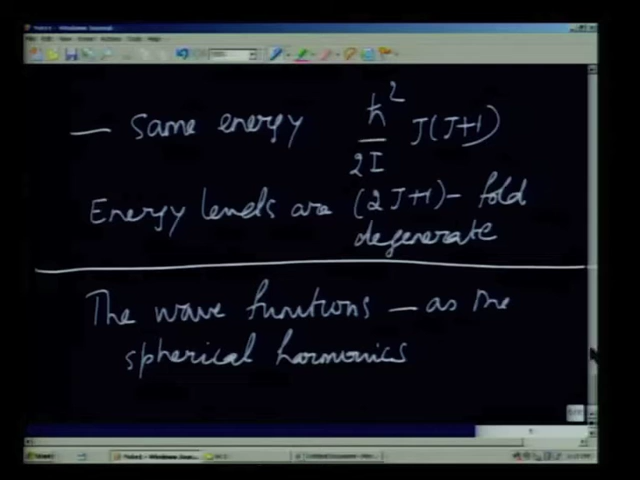 — Same energy ħ²/2I J(J+1)
Energy levels are (2J+1)- fold
degenerate
The wave functions — as the
spherical harmonics